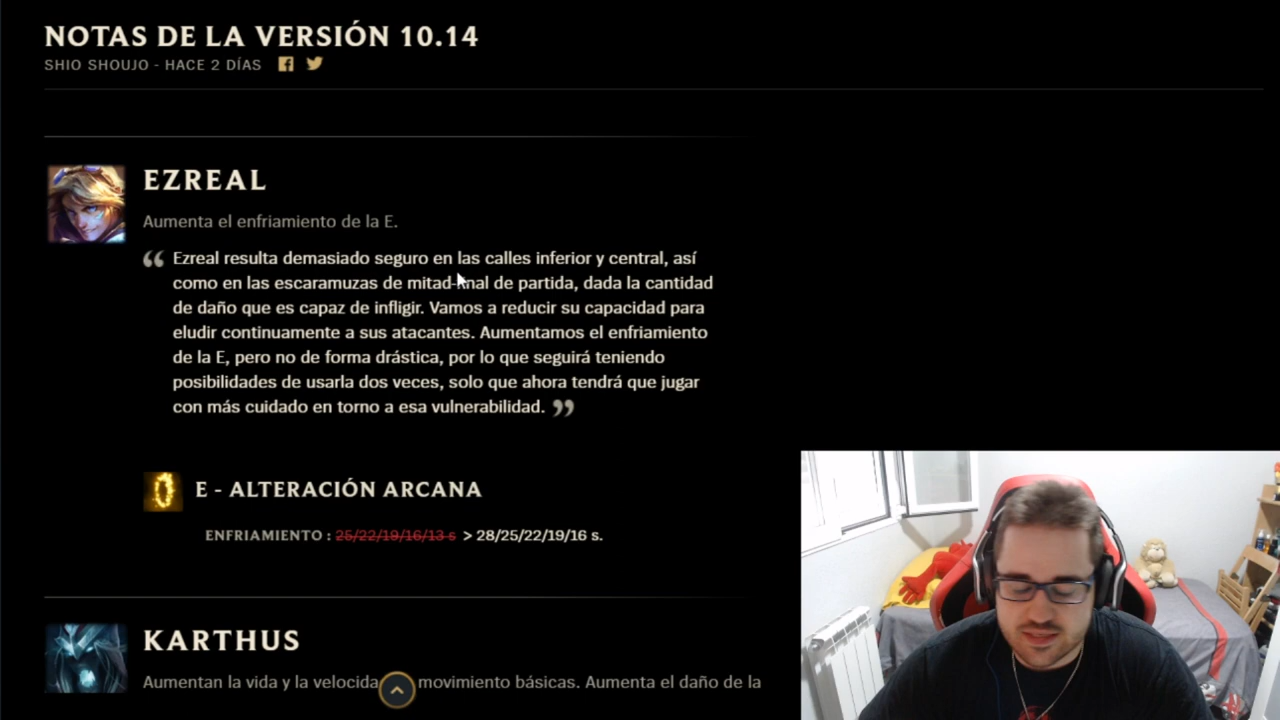 NOTAS DE LA VERSIÓN 10.14
SHIO SHOUJO - HACE 2 DÍAS
EZREAL
Aumenta el enfriamiento de la E.
“ Ezreal resulta demasiado seguro en las calles inferior y central, así
como en las escaramuzas de mitad-final de partida, dada la cantidad
de daño que es capaz de infligir. Vamos a reducir su capacidad para
eludir continuamente a sus atacantes. Aumentamos el enfriamiento
de la E, pero no de forma drástica, por lo que seguirá teniendo
posibilidades de usarla dos veces, solo que ahora tendrá que jugar
con más cuidado en torno a esa vulnerabilidad. ”
E - ALTERACIÓN ARCANA
ENFRIAMIENTO : 25/22/19/16/13 s > 28/25/22/19/16 s.
KARTHUS
Aumentan la vida y la velocida movimiento básicas. Aumenta el daño de la